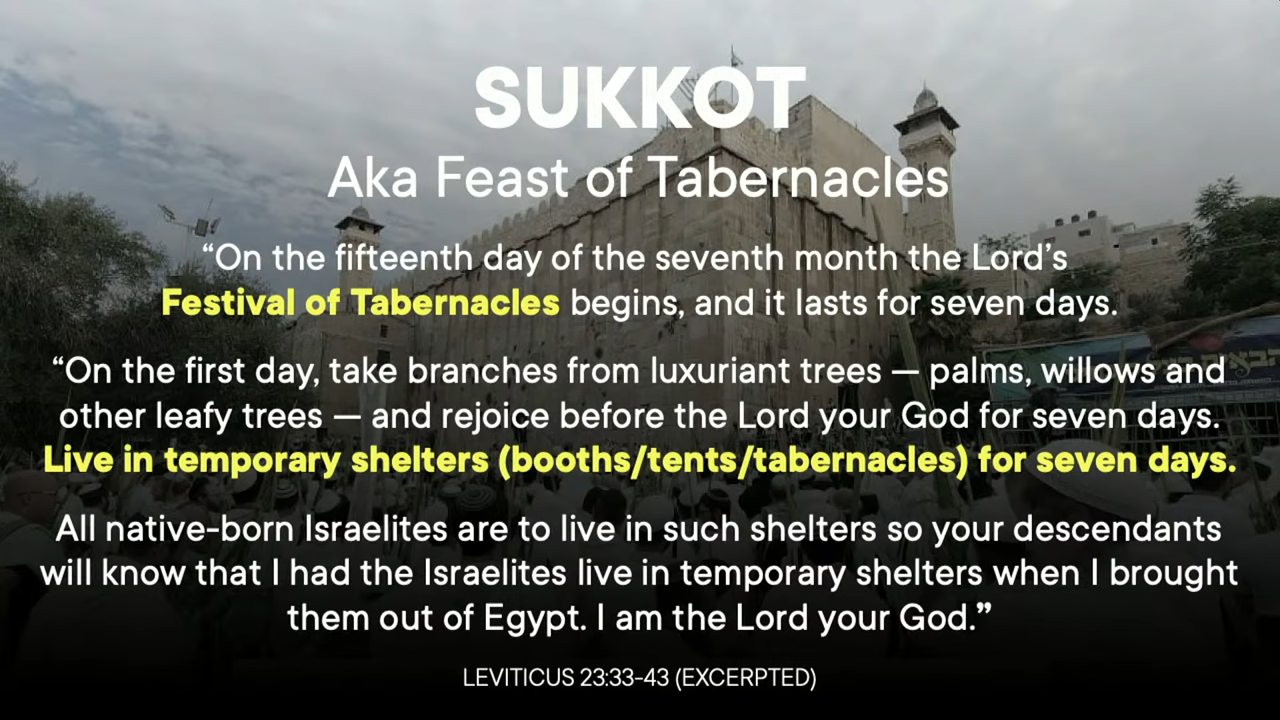 SUKKOT
Aka Feast of Tabernacles
“On the fifteenth day of the seventh month the Lord’s
Festival of Tabernacles begins, and it lasts for seven days.
“On the first day, take branches from luxuriant trees — palms, willows and
other leafy trees — and rejoice before the Lord your God for seven days.
Live in temporary shelters (booths/tents/tabernacles) for seven days.
All native-born Israelites are to live in such shelters so your descendants
will know that I had the Israelites live in temporary shelters when I brought
them out of Egypt. I am the Lord your God.”
LEVITICUS 23:33-43 (EXCERPTED)